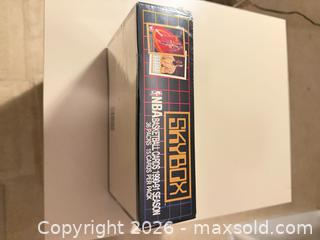 SKYBOX
NBA BASKETBALL CARDS 1990-91 SEASON
36 PACKS 15 CARDS PER PACK
Copyright 2026 - maxsold.com